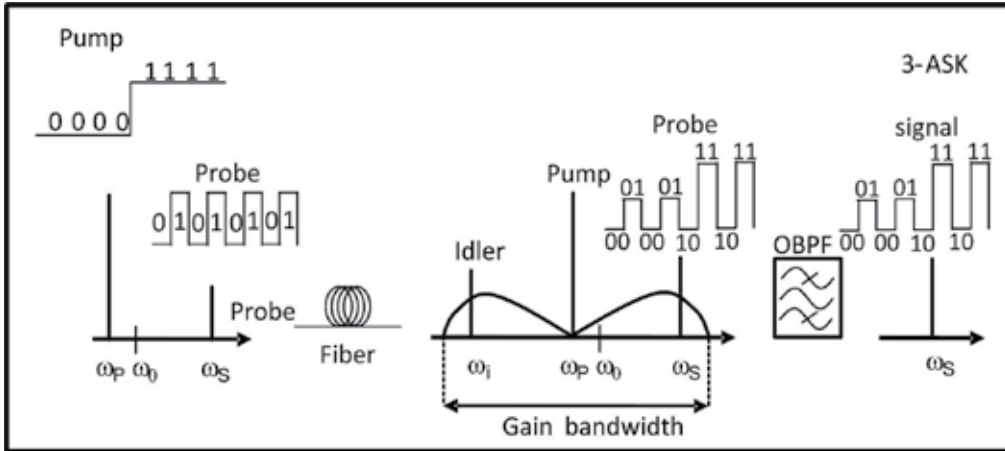 Pump
1 1 1 1
0 0 0 0
Probe
0 1 0 1 0 1 0 1
Probe
ωP ω0 ωS
Fiber
Idler
Pump
Probe
01 01 11 11
00 00 10 10
ωi ωP ω0 ωS
Gain bandwidth
OBPF
3-ASK
signal
01 01 11 11
00 00 10 10
ωS